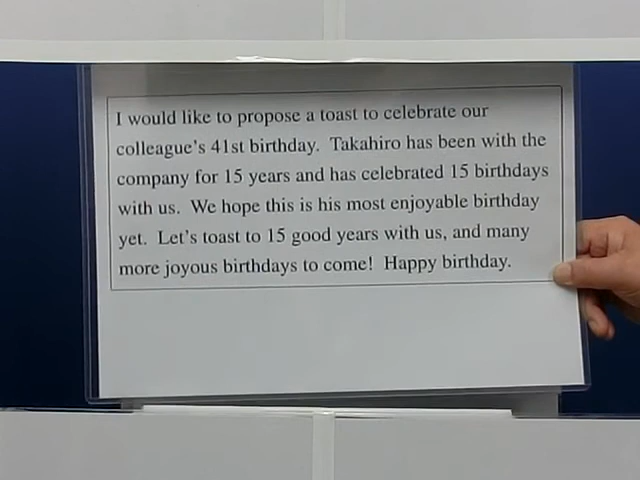 I would like to propose a toast to celebrate our
colleague's 41st birthday.  Takahiro has been with the
company for 15 years and has celebrated 15 birthdays
with us.  We hope this is his most enjoyable birthday
yet.  Let's toast to 15 good years with us, and many
more joyous birthdays to come!  Happy birthday.